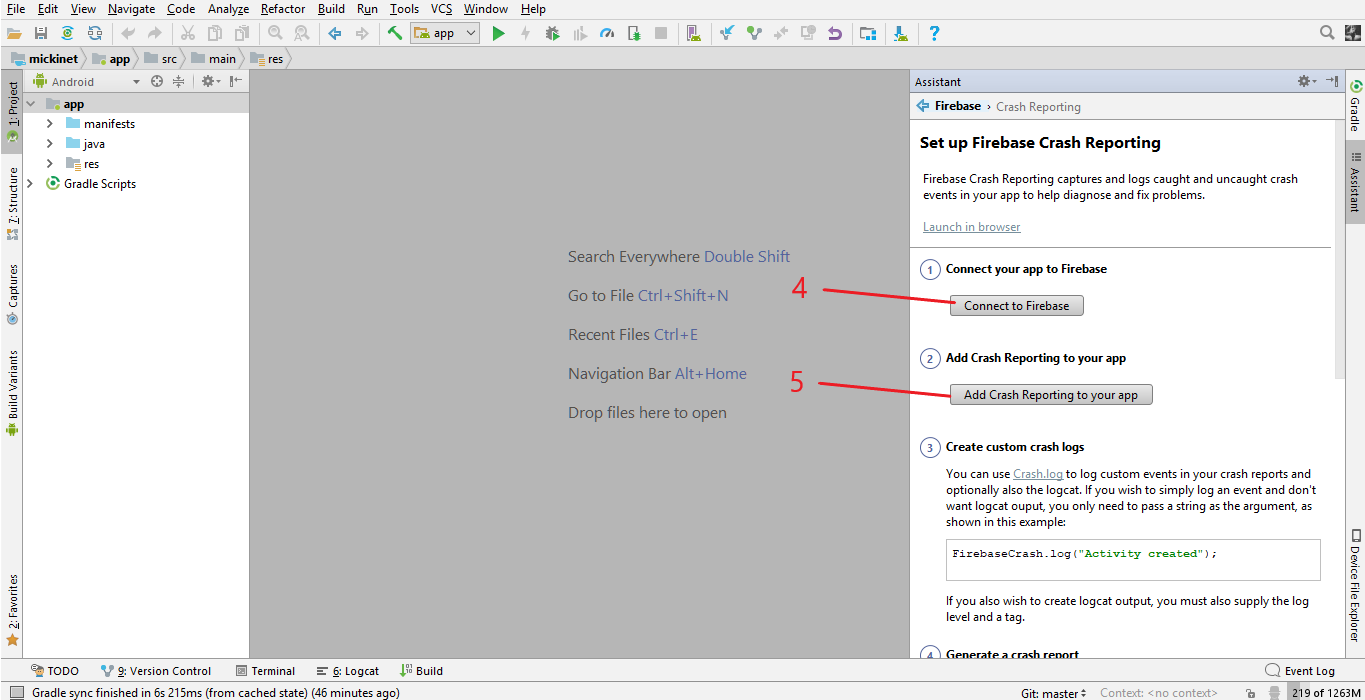 File Edit View Navigate Code Analyze Refactor Build Run Tools VCS Window Help
app
mickinet app src main res
Android
app
manifests
java
res
Gradle Scripts
1: Project
7: Structure
Captures
Build Variants
2: Favorites
Search Everywhere Double Shift
Go to File Ctrl+Shift+N
Recent Files Ctrl+E
Navigation Bar Alt+Home
Drop files here to open
4
5
Assistant
Firebase › Crash Reporting
Set up Firebase Crash Reporting
Firebase Crash Reporting captures and logs caught and uncaught crash
events in your app to help diagnose and fix problems.
Launch in browser
1 Connect your app to Firebase
Connect to Firebase
2 Add Crash Reporting to your app
Add Crash Reporting to your app
3 Create custom crash logs
You can use Crash.log to log custom events in your crash reports and
optionally also the logcat. If you wish to simply log an event and don't
want logcat ouput, you only need to pass a string as the argument, as
shown in this example:
FirebaseCrash.log("Activity created");
If you also wish to create logcat output, you must also supply the log
level and a tag.
4 Generate a crash report
Gradle
Assistant
Device File Explorer
TODO 9: Version Control Terminal 6: Logcat Build Event Log
Gradle sync finished in 6s 215ms (from cached state) (46 minutes ago) Git: master Context: <no context> 219 of 1263M